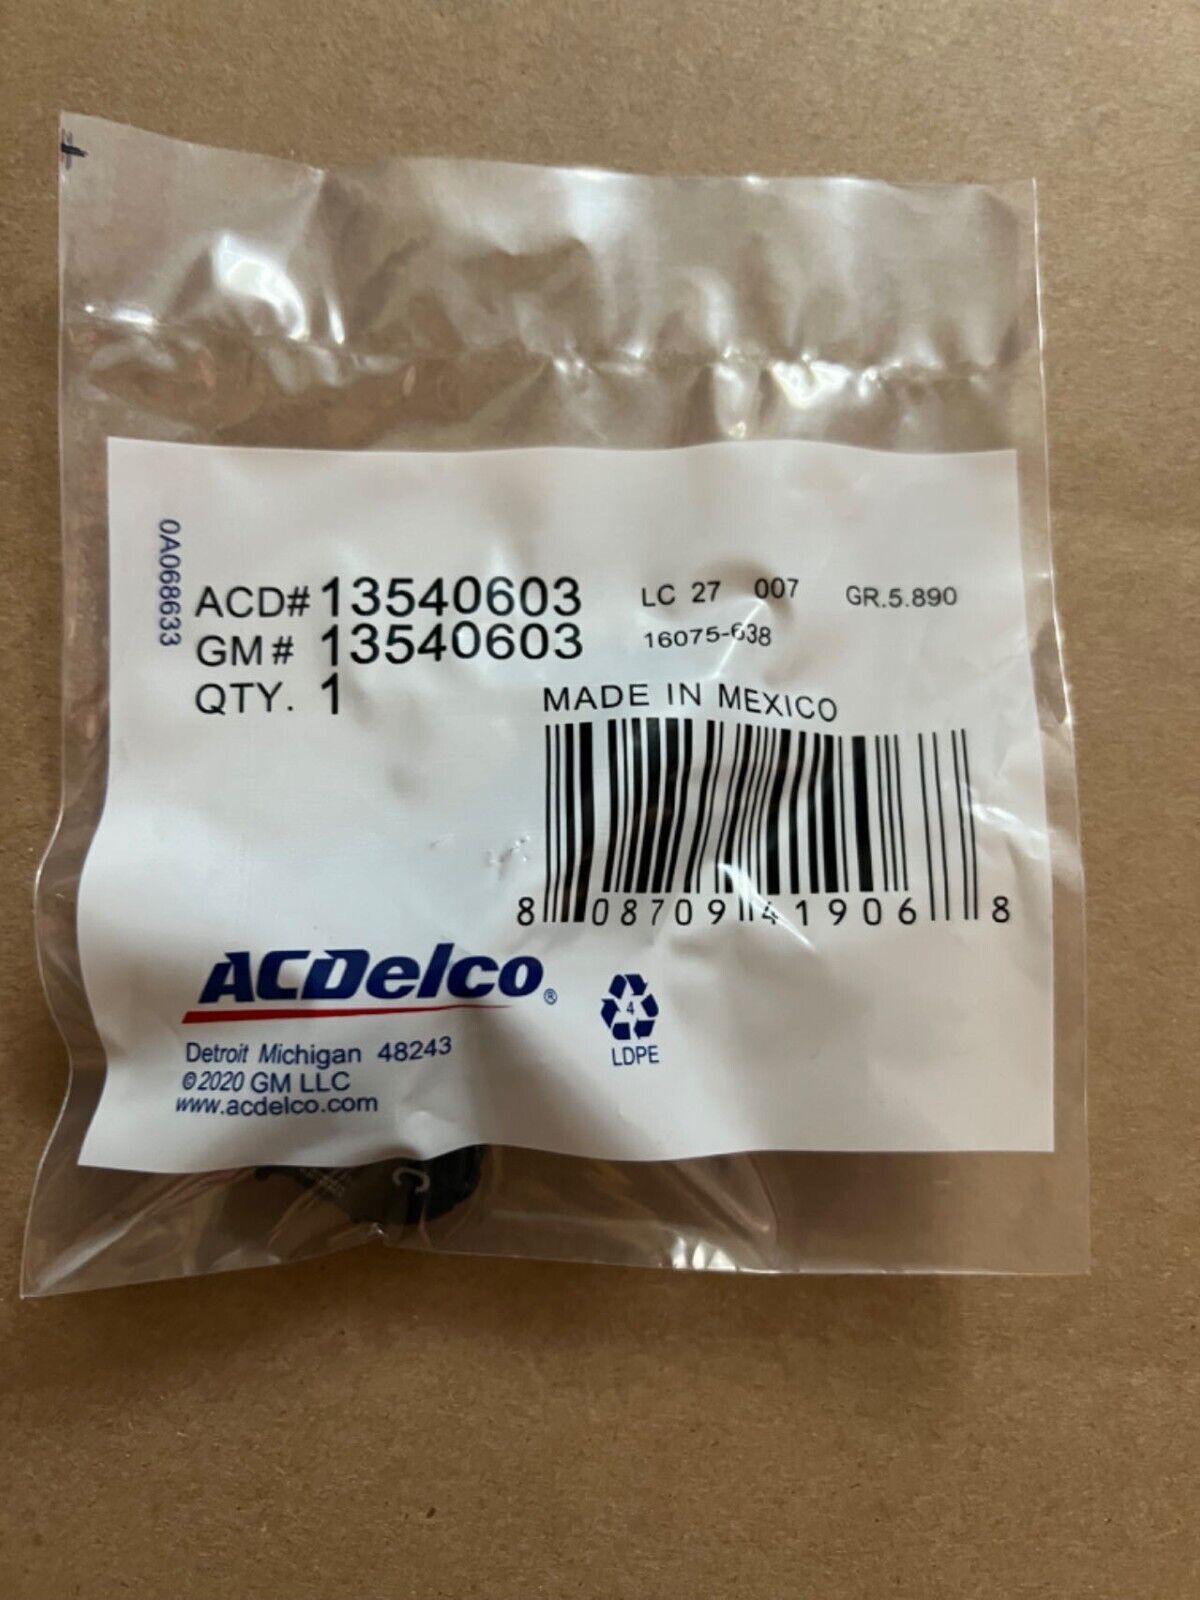 0A068633
ACD# 13540603
GM # 13540603
QTY. 1
LC 27 007 GR.5.890
16075-638
MADE IN MEXICO
8 08709 41906 8
ACDelco®
Detroit Michigan 48243
©2020 GM LLC
www.acdelco.com
4
LDPE
C